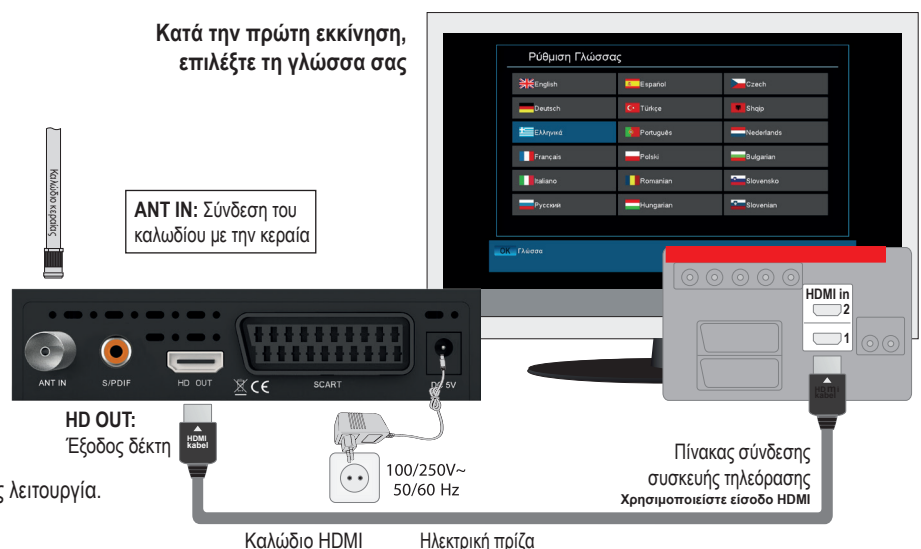 Κατά την πρώτη εκκίνηση,
επιλέξτε τη γλώσσα σας
Ρύθμιση Γλώσσας
English
Español
Czech
Deutsch
Türkçe
Shqip
Ελληνικά
Português
Nederlands
Français
Polski
Bulgarian
Italiano
Romanian
Slovensko
Русский
Hungarian
Slovenian
OK Γλώσσα
Καλώδιο κεραίας
ANT IN: Σύνδεση του
καλωδίου με την κεραία
HDMI in
2
1
ANT IN
S/PDIF
HD OUT
CE
SCART
DC 5V
HD OUT:
Έξοδος δέκτη
HDMI
kabel
HDMI
kabel
100/250V~
50/60 Hz
Πίνακας σύνδεσης
συσκευής τηλεόρασης
Χρησιμοποιείστε είσοδο HDMI
ς λειτουργία.
Καλώδιο HDMI
Ηλεκτρική πρίζα